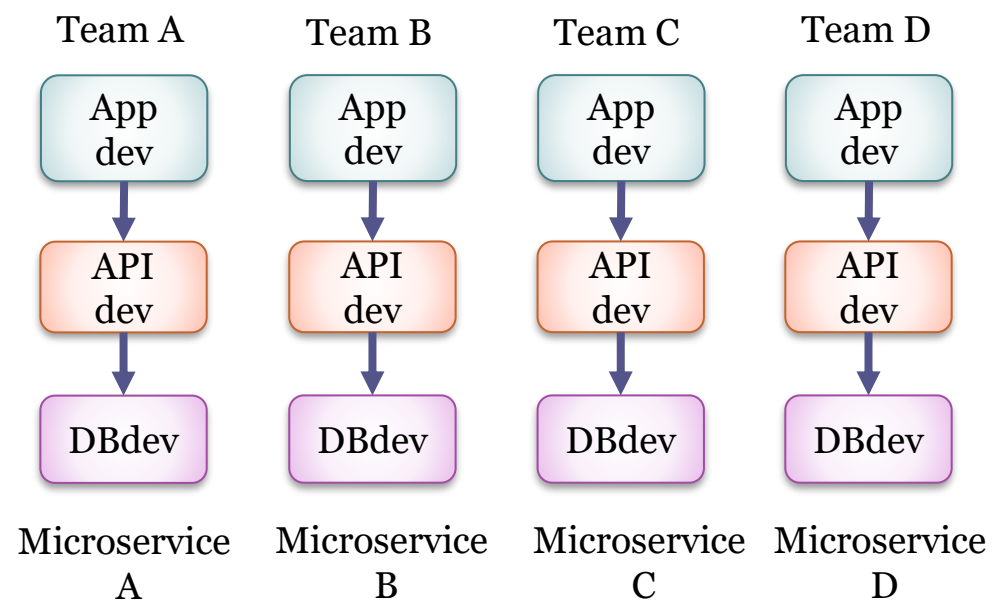 Team A
Team B
Team C
Team D
App
dev
App
dev
App
dev
App
dev
API
dev
API
dev
API
dev
API
dev
DBdev
DBdev
DBdev
DBdev
Microservice
A
Microservice
B
Microservice
C
Microservice
D